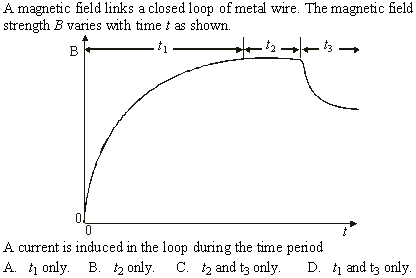 A magnetic field links a closed loop of metal wire. The magnetic field
strength B varies with time t as shown.
B
t1
t2
t3
0
0
t
A current is induced in the loop during the time period
A. t1 only. B. t2 only. C. t2 and t3 only. D. t1 and t3 only.